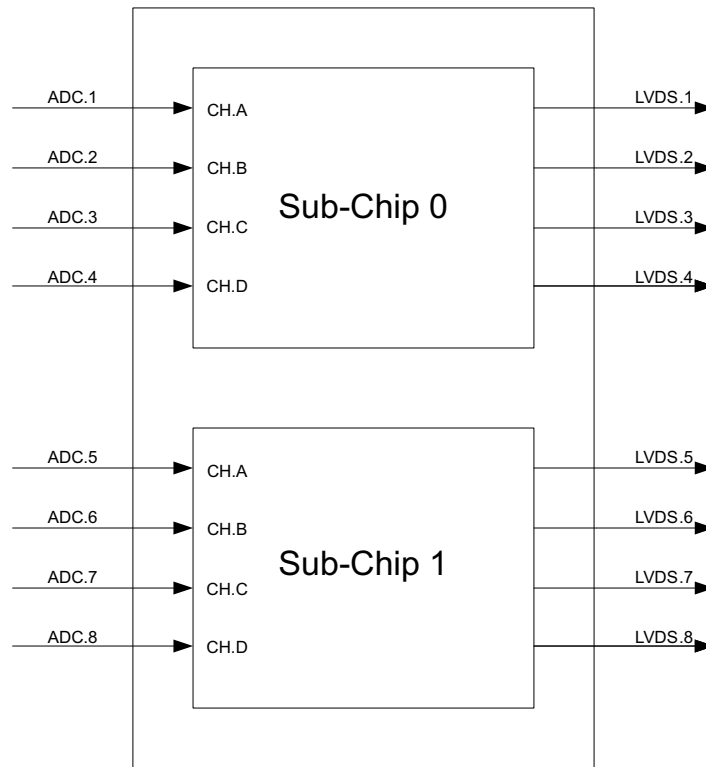 ADC.1
CH.A
LVDS.1
ADC.2
CH.B
LVDS.2
ADC.3
CH.C
LVDS.3
Sub-Chip 0
ADC.4
CH.D
LVDS.4
ADC.5
CH.A
LVDS.5
ADC.6
CH.B
LVDS.6
Sub-Chip 1
ADC.7
CH.C
LVDS.7
ADC.8
CH.D
LVDS.8